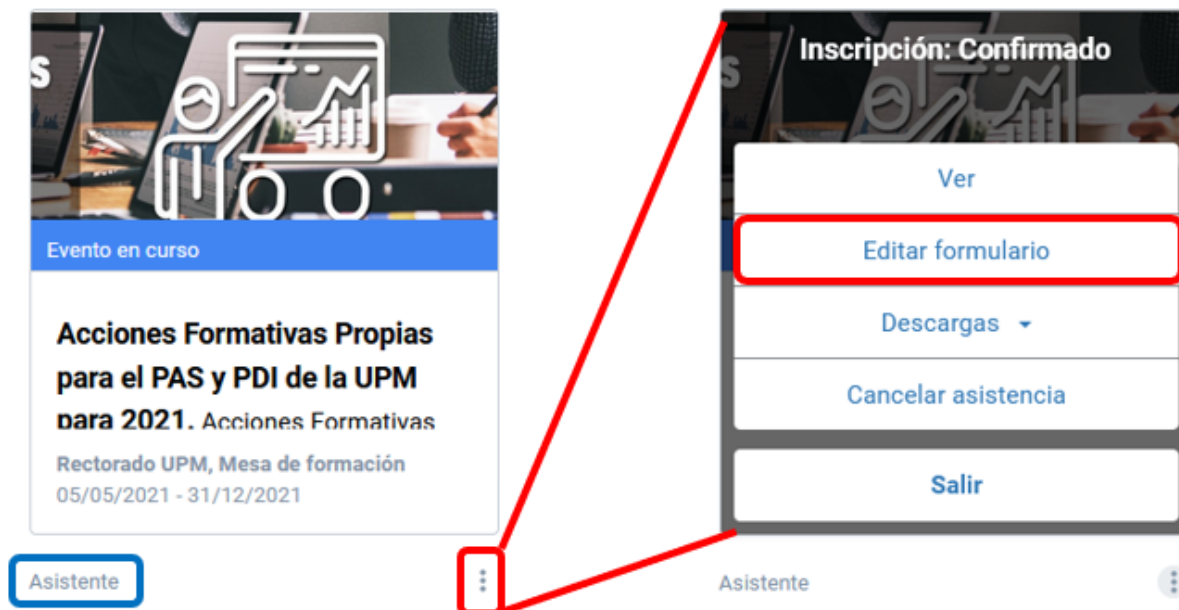 S
Evento en curso
Acciones Formativas Propias
para el PAS y PDI de la UPM
para 2021. Acciones Formativas
Rectorado UPM, Mesa de formación
05/05/2021 - 31/12/2021
Asistente
S
Inscripción: Confirmado
Ver
Editar formulario
Descargas
Cancelar asistencia
Salir
Asistente